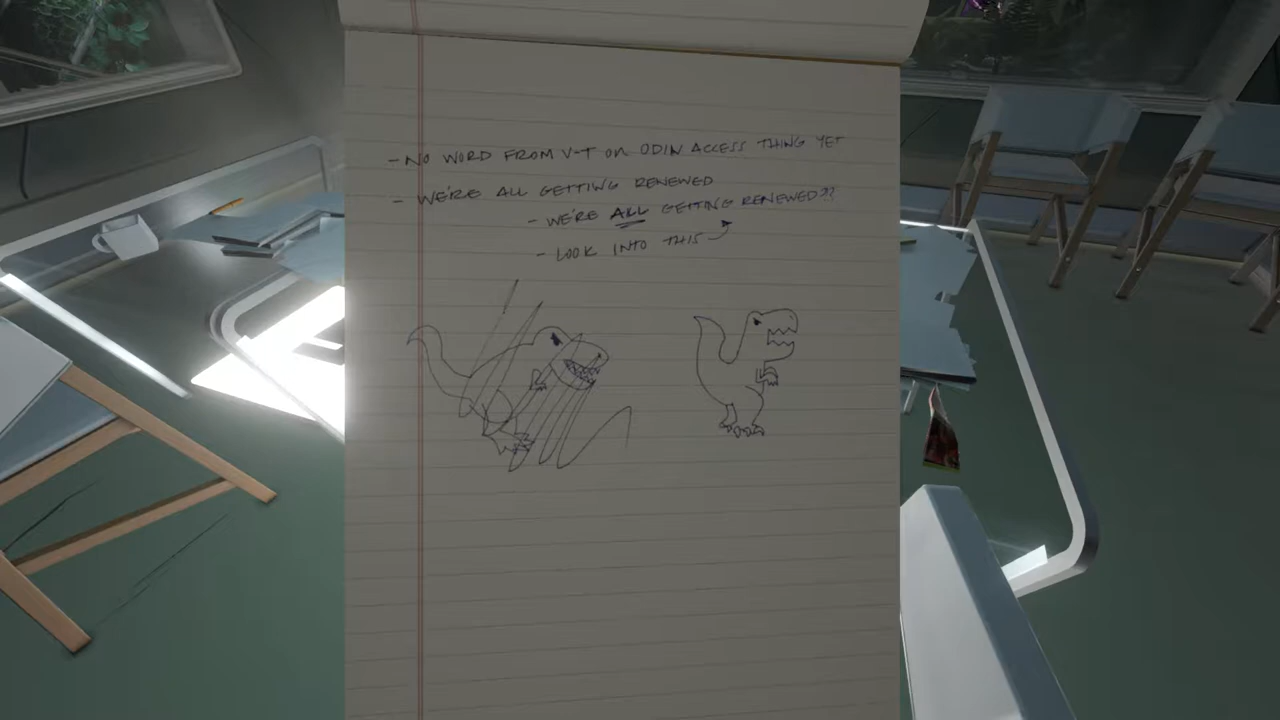 - NO WORD FROM V-T ON ODIN ACCESS THING YET
- WE'RE ALL GETTING RENEWED
- WE'RE ALL GETTING RENEWED??
- LOOK INTO THIS